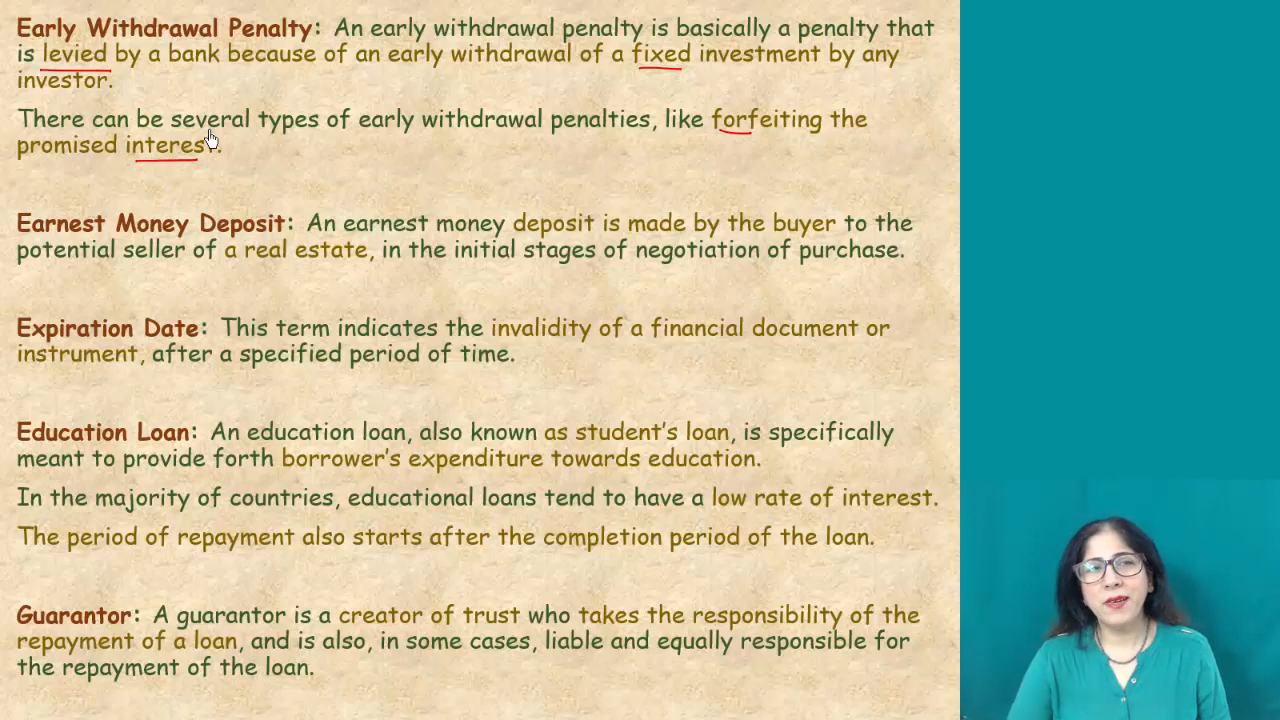 Early Withdrawal Penalty: An early withdrawal penalty is basically a penalty that
is levied by a bank because of an early withdrawal of a fixed investment by any
investor.
There can be several types of early withdrawal penalties, like forfeiting the
promised interest.
Earnest Money Deposit: An earnest money deposit is made by the buyer to the
potential seller of a real estate, in the initial stages of negotiation of purchase.
Expiration Date: This term indicates the invalidity of a financial document or
instrument, after a specified period of time.
Education Loan: An education loan, also known as student's loan, is specifically
meant to provide forth borrower's expenditure towards education.
In the majority of countries, educational loans tend to have a low rate of interest.
The period of repayment also starts after the completion period of the loan.
Guarantor: A guarantor is a creator of trust who takes the responsibility of the
repayment of a loan, and is also, in some cases, liable and equally responsible for
the repayment of the loan.